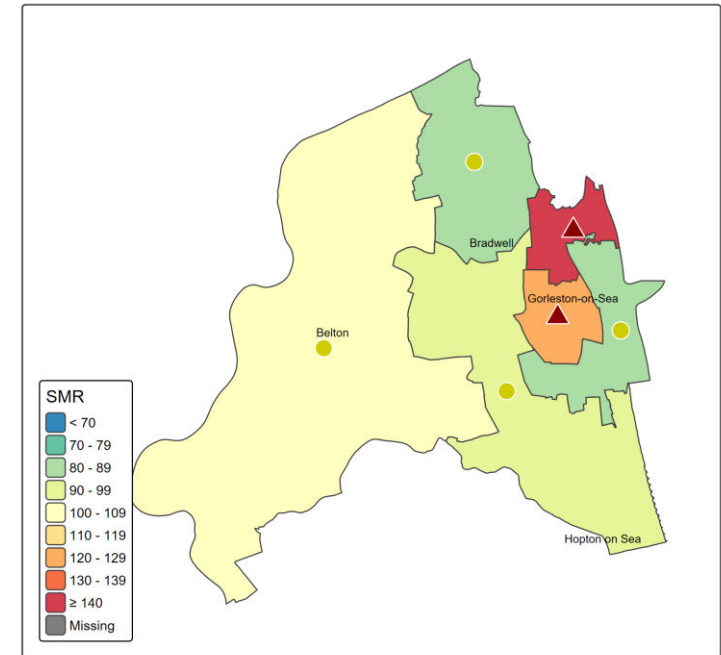 Bradwell
Gorleston-on-Sea
Belton
SMR
< 70
70 - 79
80 - 89
90 - 99
100 - 109
110 - 119
120 - 129
130 - 139
≥ 140
Missing
Hopton on Sea